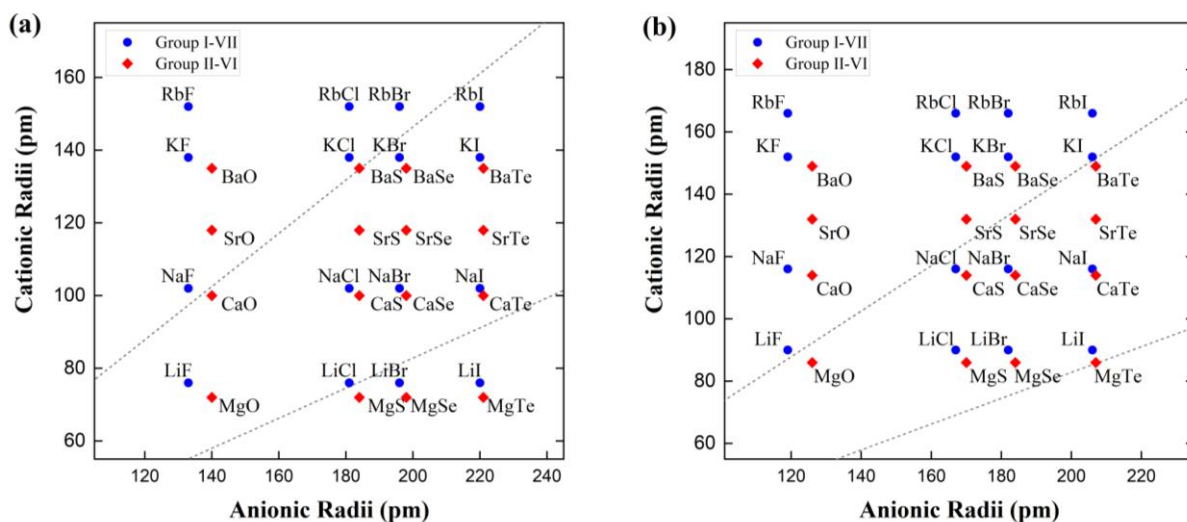 (a)
Group I-VII
Group II-VI
RbF RbCl RbBr RbI
KF KCl KBr KI
BaO BaS BaSe BaTe
SrO SrS SrSe SrTe
NaF NaCl NaBr NaI
CaO CaS CaSe CaTe
LiF LiCl LiBr LiI
MgO MgS MgSe MgTe
160
140
120
100
80
60
Cationic Radii (pm)
120 140 160 180 200 220 240
Anionic Radii (pm)
(b)
Group I-VII
Group II-VI
RbF RbCl RbBr RbI
KF KCl KBr KI
BaO BaS BaSe BaTe
SrO SrS SrSe SrTe
NaF NaCl NaBr NaI
CaO CaS CaSe CaTe
LiF LiCl LiBr LiI
MgO MgS MgSe MgTe
180
160
140
120
100
80
60
Cationic Radii (pm)
120 140 160 180 200 220
Anionic Radii (pm)